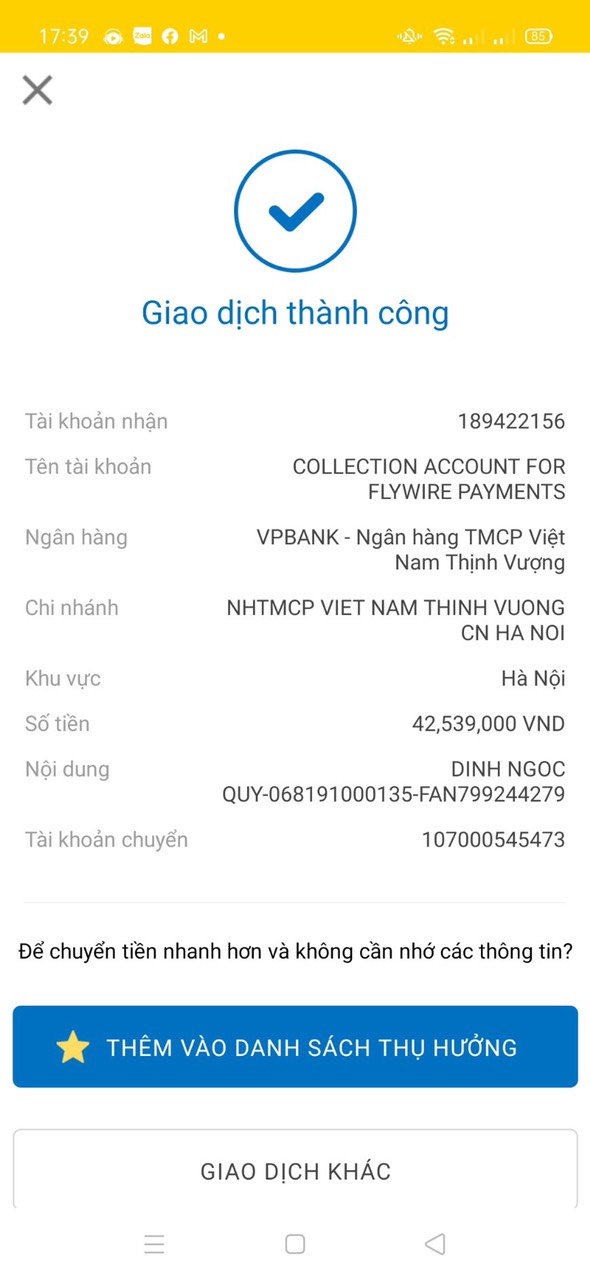 17:39
Zalo
85
Giao dịch thành công
Tài khoản nhận 189422156
Tên tài khoản COLLECTION ACCOUNT FOR
FLYWIRE PAYMENTS
Ngân hàng VPBANK - Ngân hàng TMCP Việt
Nam Thịnh Vượng
Chi nhánh NHTMCP VIET NAM THINH VUONG
CN HA NOI
Khu vực Hà Nội
Số tiền 42,539,000 VND
Nội dung DINH NGOC
QUY-068191000135-FAN799244279
Tài khoản chuyển 107000545473
Để chuyển tiền nhanh hơn và không cần nhớ các thông tin?
THÊM VÀO DANH SÁCH THỤ HƯỞNG
GIAO DỊCH KHÁC